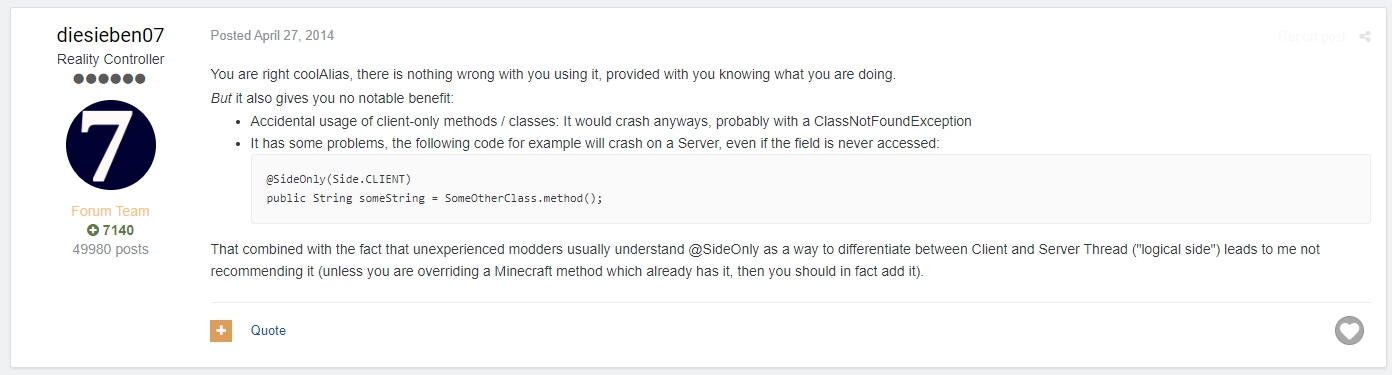 diesieben07
Reality Controller
7
Forum Team
7140
49980 posts
Posted April 27, 2014
Report post
You are right coolAlias, there is nothing wrong with you using it, provided with you knowing what you are doing.
But it also gives you no notable benefit:
• Accidental usage of client-only methods / classes: It would crash anyways, probably with a ClassNotFoundException
• It has some problems, the following code for example will crash on a Server, even if the field is never accessed:
@SideOnly(Side.CLIENT)
public String someString = SomeOtherClass.method();
That combined with the fact that unexperienced modders usually understand @SideOnly as a way to differentiate between Client and Server Thread ("logical side") leads to me not
recommending it (unless you are overriding a Minecraft method which already has it, then you should in fact add it).
+ Quote